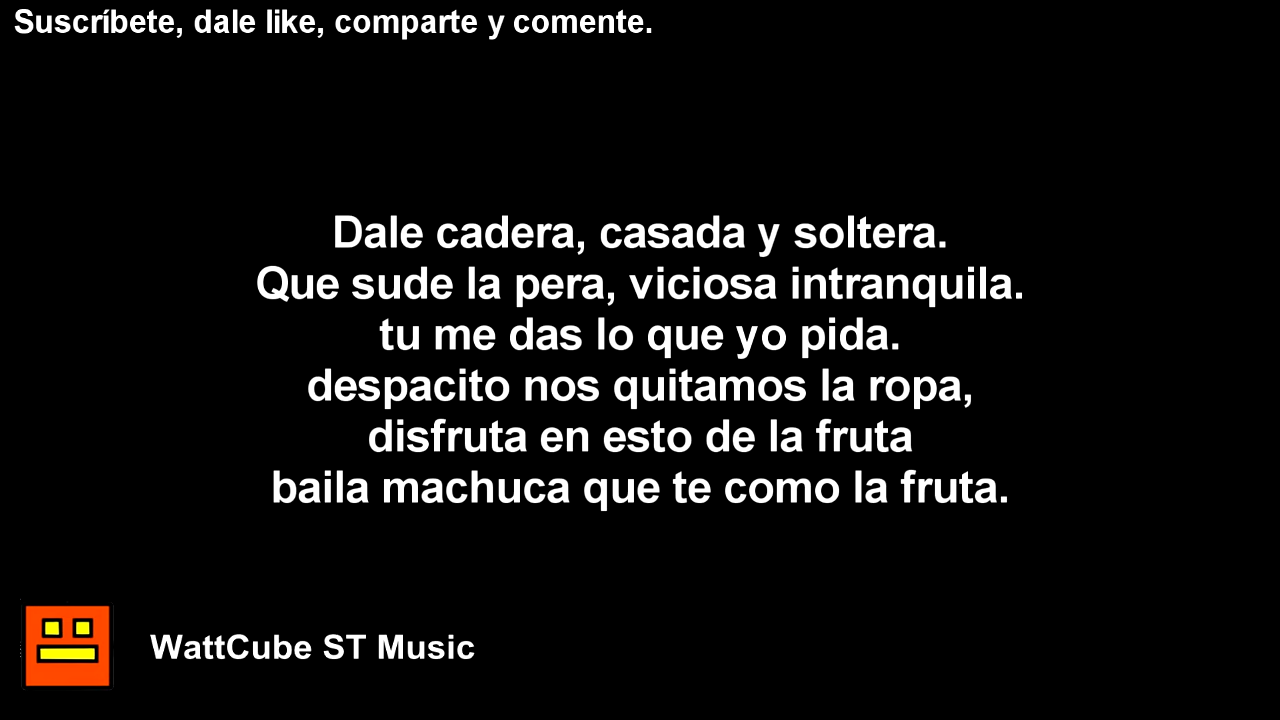 Suscríbete, dale like, comparte y comente.
Dale cadera, casada y soltera.
Que sude la pera, viciosa intranquila.
tu me das lo que yo pida.
despacito nos quitamos la ropa,
disfruta en esto de la fruta
baila machuca que te como la fruta.
WattCube ST Music